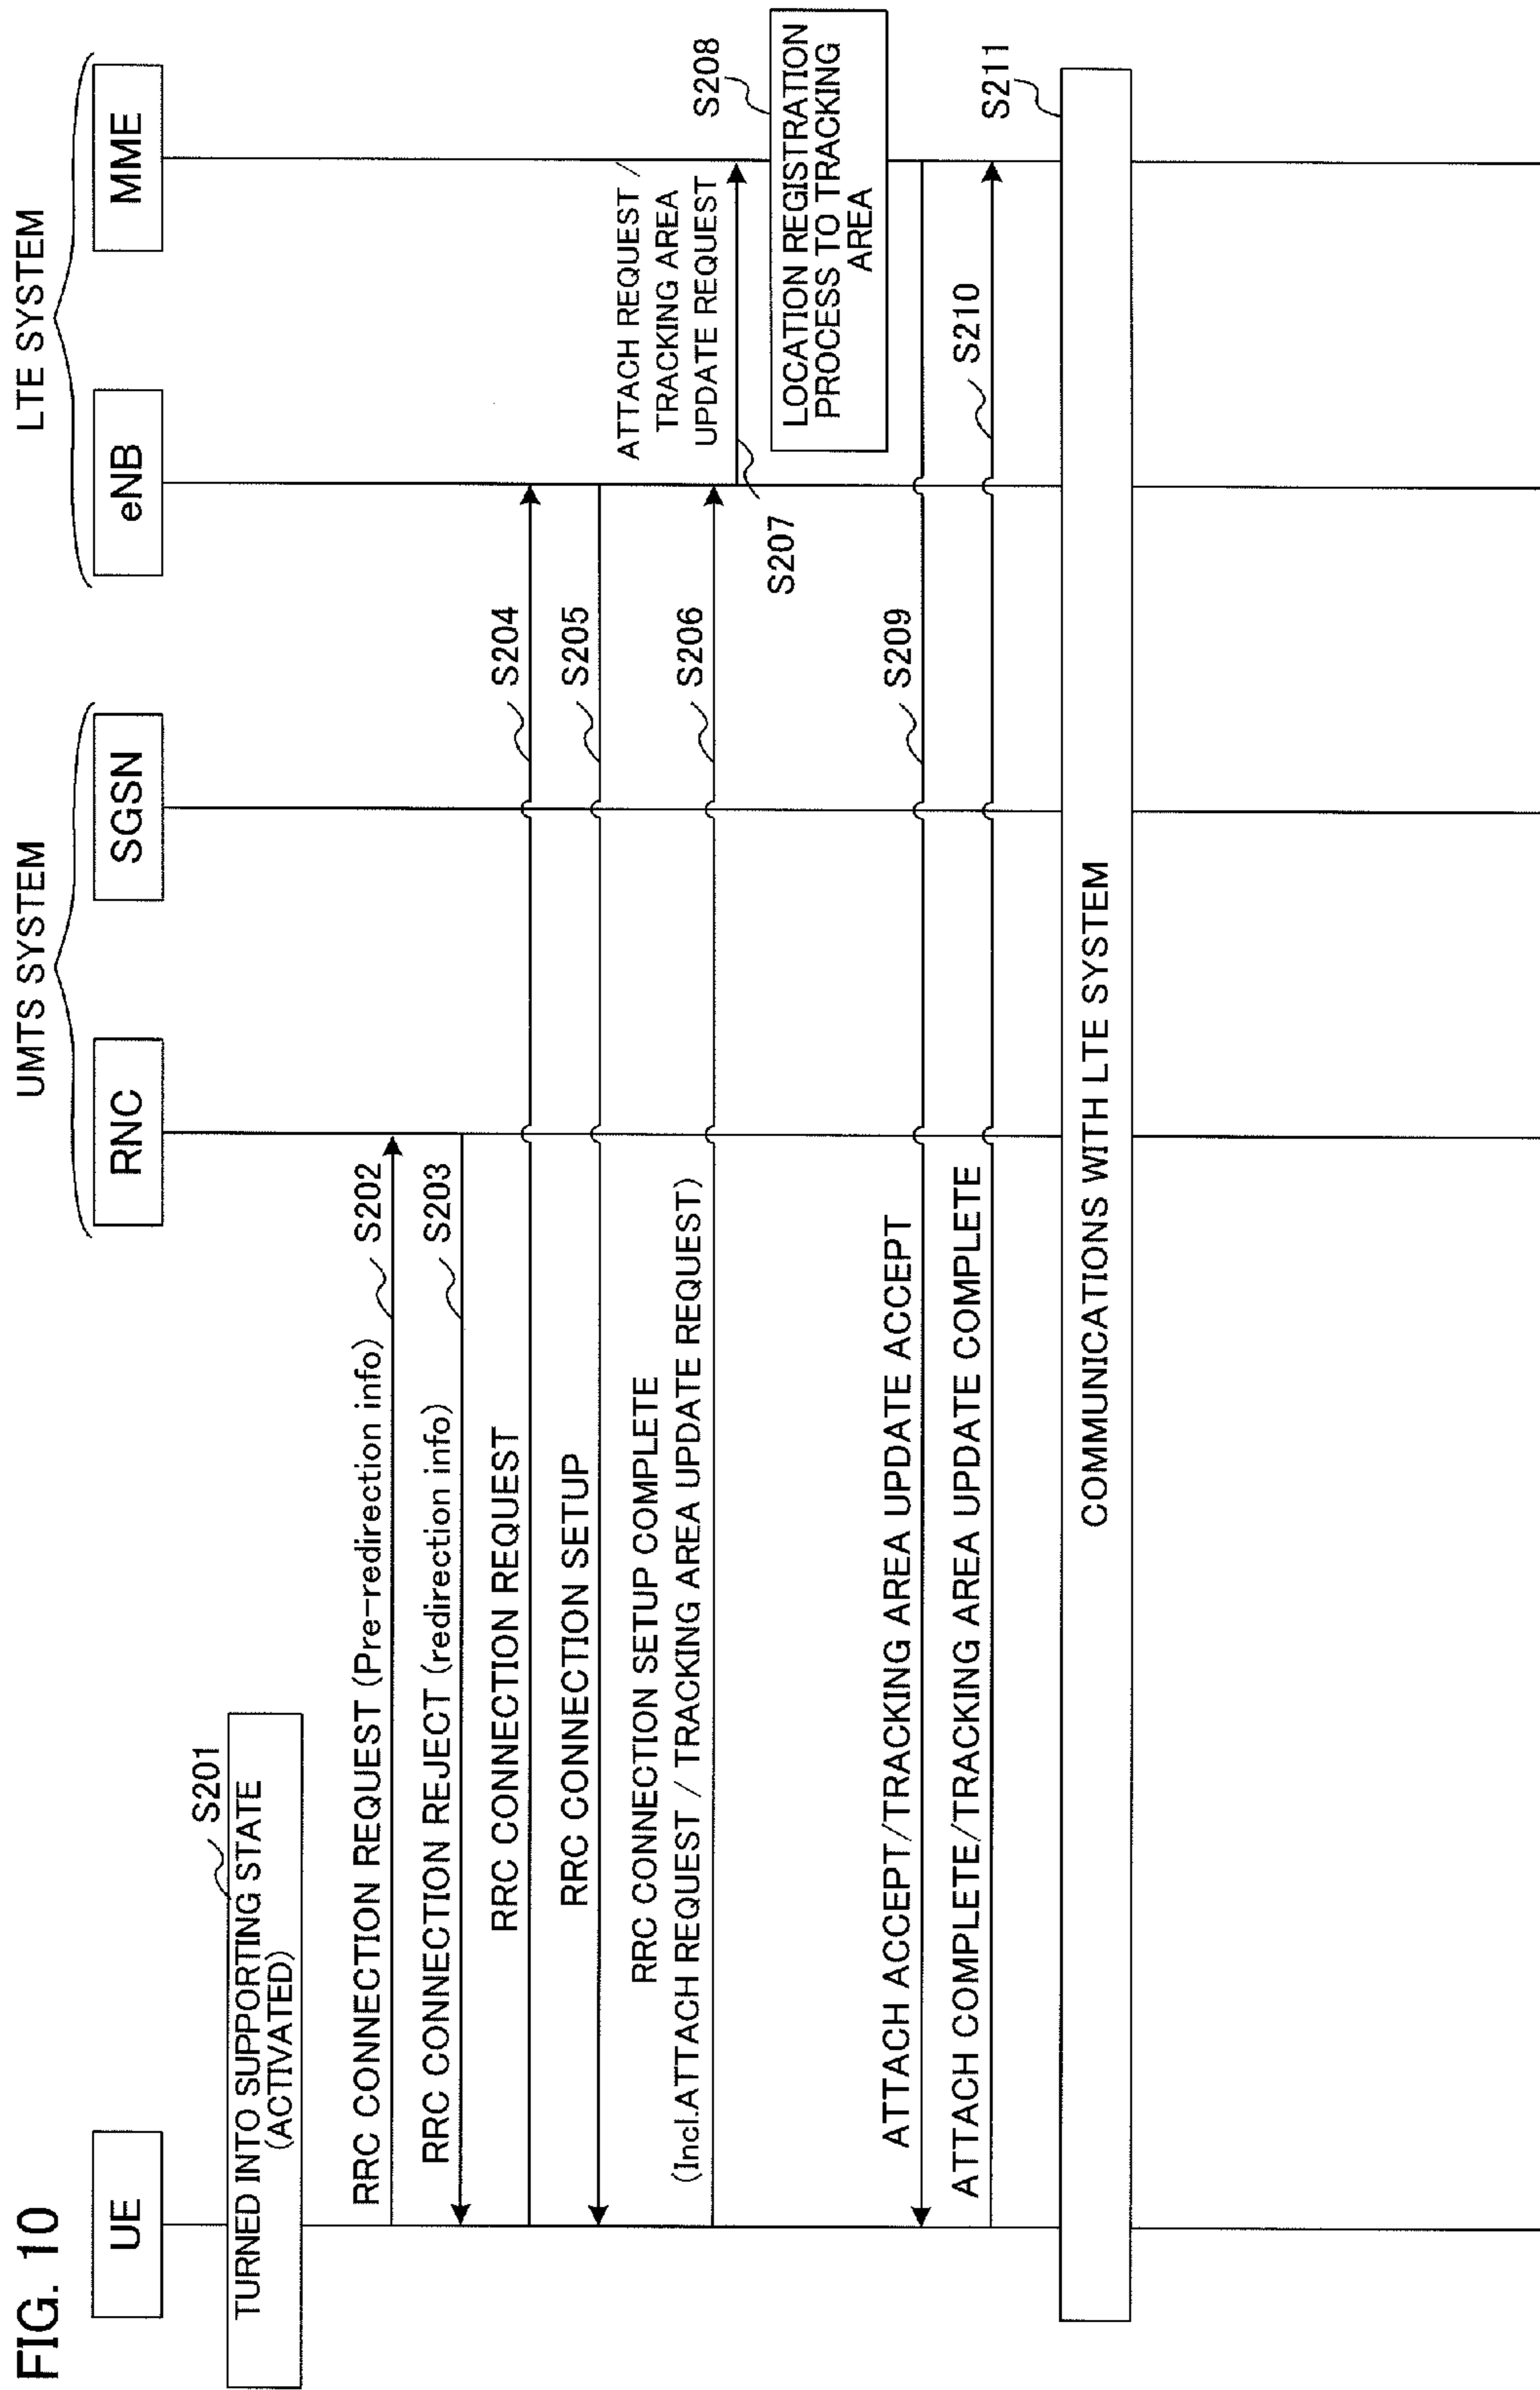 FIG. 10
UMTS SYSTEM
LTE SYSTEM
UE
RNC
SGSN
eNB
MME
S201
TURNED INTO SUPPORTING STATE
(ACTIVATED)
RRC CONNECTION REQUEST (Pre-redirection info)
S202
RRC CONNECTION REJECT (redirection info)
S203
RRC CONNECTION REQUEST
S204
RRC CONNECTION SETUP
S205
RRC CONNECTION SETUP COMPLETE
(Incl.ATTACH REQUEST / TRACKING AREA UPDATE REQUEST)
S206
ATTACH REQUEST /
TRACKING AREA
UPDATE REQUEST
S207
S208
LOCATION REGISTRATION
PROCESS TO TRACKING
AREA
ATTACH ACCEPT/TRACKING AREA UPDATE ACCEPT
S209
ATTACH COMPLETE/TRACKING AREA UPDATE COMPLETE
S210
S211
COMMUNICATIONS WITH LTE SYSTEM